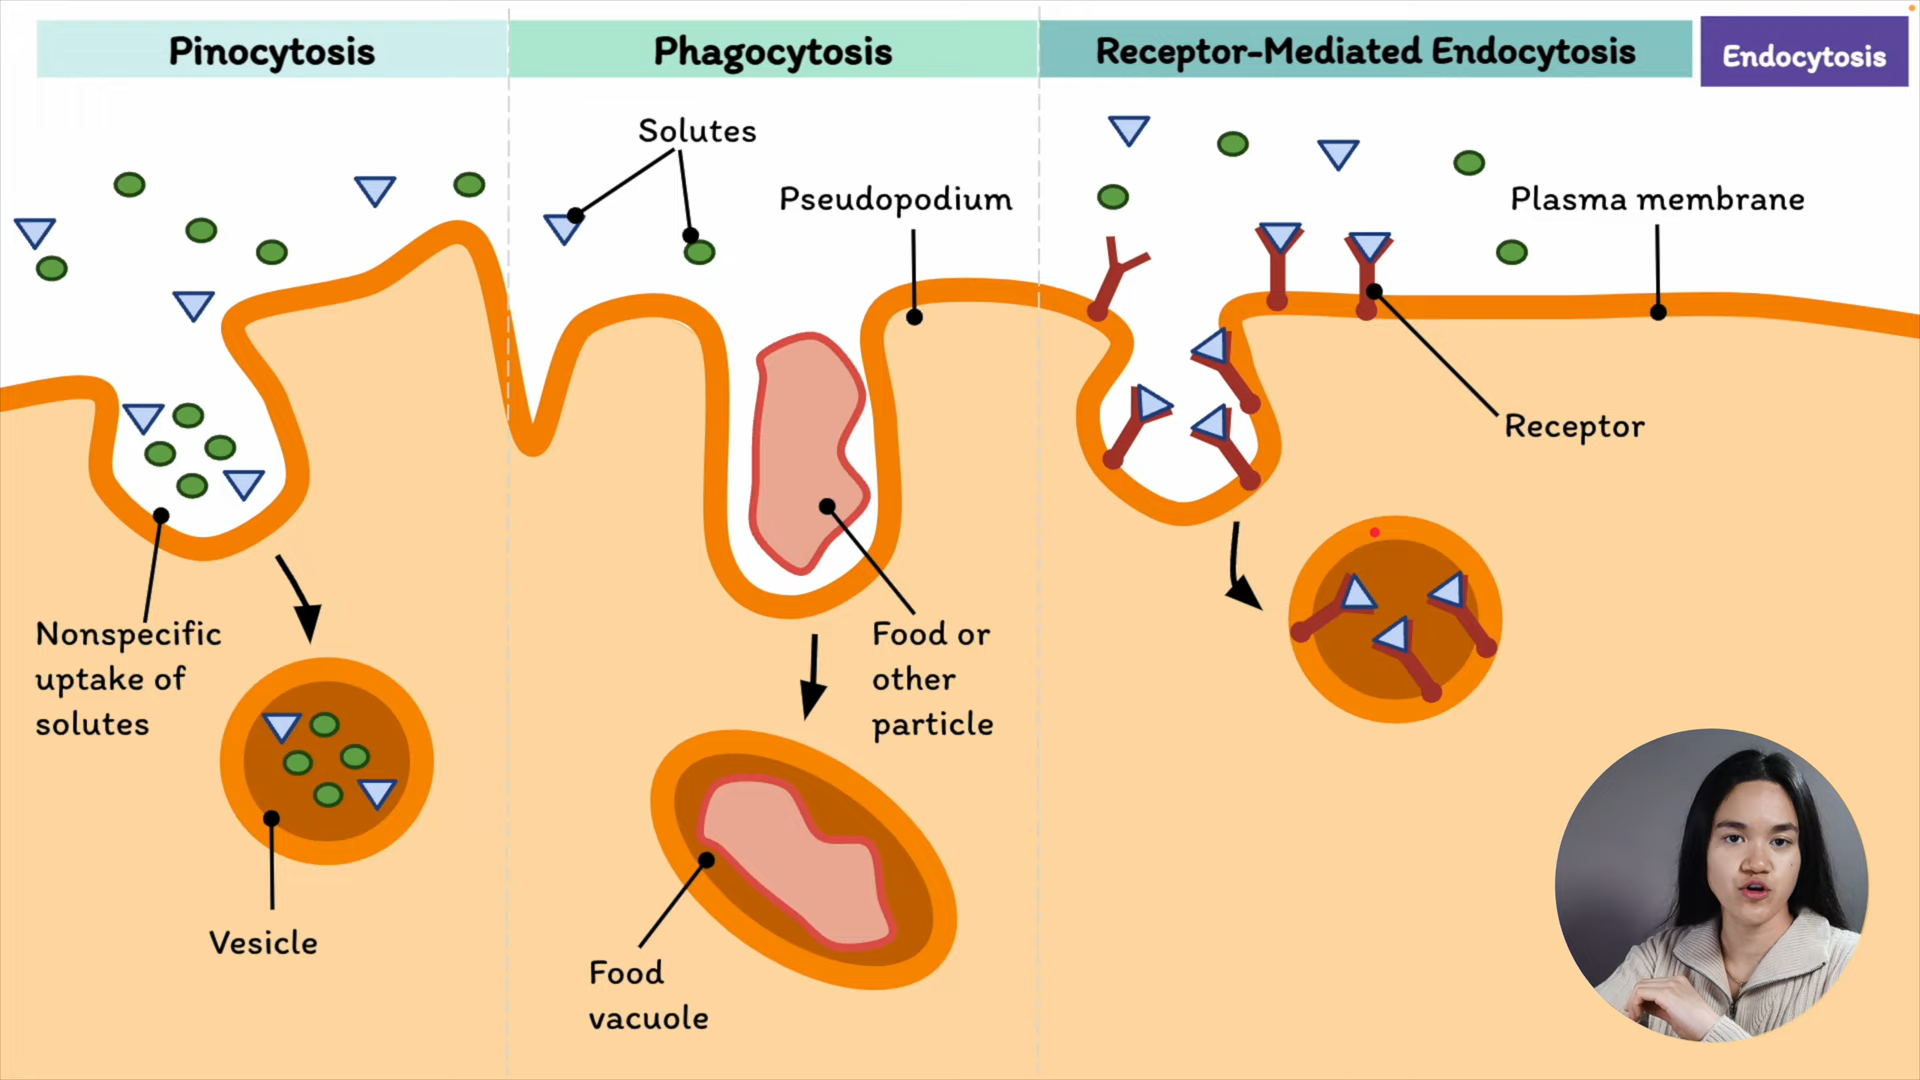 Pinocytosis
Phagocytosis
Receptor-Mediated Endocytosis
Endocytosis
Solutes
Pseudopodium
Plasma membrane
Receptor
Nonspecific
uptake of
solutes
Food or
other
particle
Vesicle
Food
vacuole